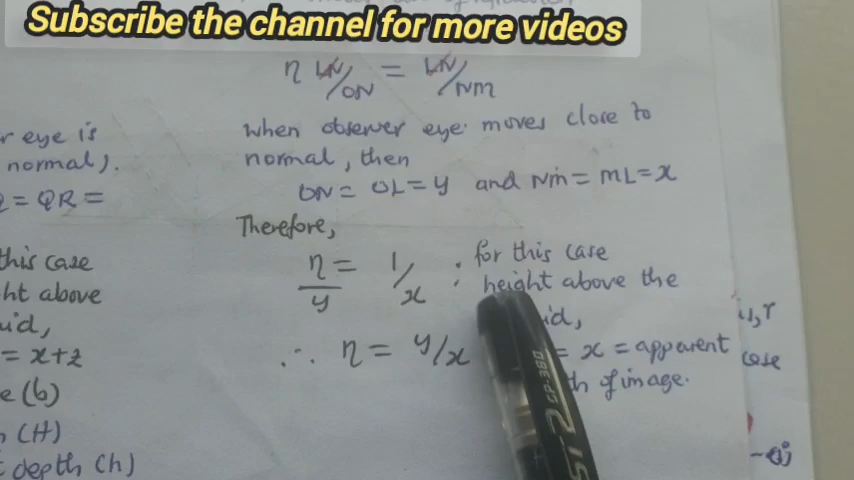 Subscribe the channel for more videos
η LN/ON = LN/NM
when observer eye moves close to
normal, then
ON = OL = y and NM = ML = x
Therefore,
η/y = 1/x : for this case
height above the
id,
∴ η = y/x = x = apparent
th of image.
r eye is
normal).
= QR =
this case
ht above
uid,
= x+z
e (b)
(H)
depth (h)
case